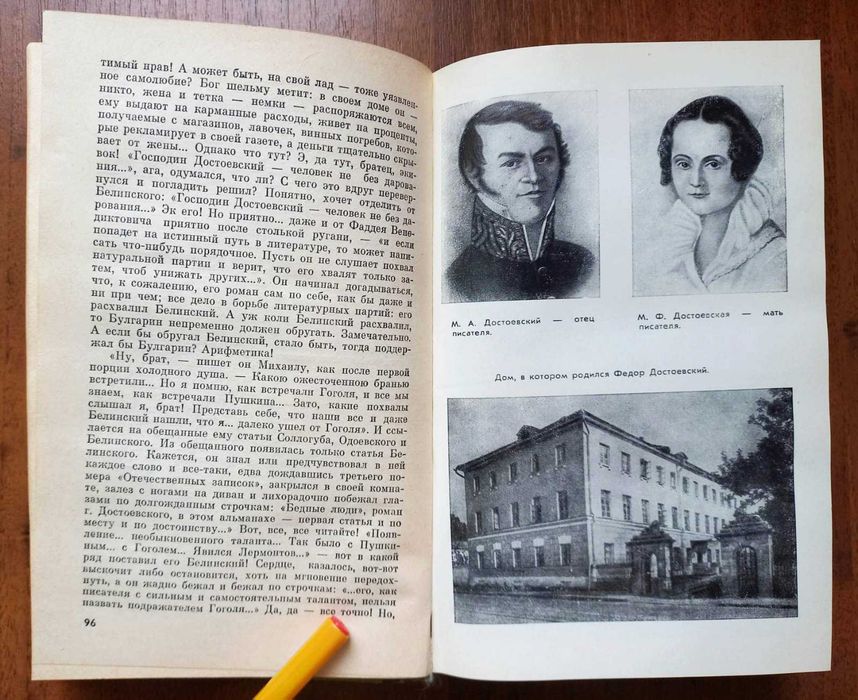 тимый нрав! А может быть, на свой лад — тоже уязвлен-
ное самолюбие? Бог шельму метит: в своем доме он —
никто, жена и тетка — немки — распоряжаются всем,
ему выдают на карманные расходы, живет на проценты,
получаемые с магазинов, лавочек, винных погребов, кото-
рые рекламирует в своей газете, а деньги тщательно скры-
вает от жены... Однако что тут? Э, да тут, братец, эки-
вок! «Господин Достоевский — человек не без дарова-
ния...», ага, одумался, что ли? С чего это вдруг перевер-
нулся и погладить решил? Понятно, хочет отделить от
Белинского: «Господин Достоевский — человек не без да-
рования...» Эк его! Но приятно... даже и от Фаддея Вене-
диктовича приятно после столькой ругани, — «и если
попадет на истинный путь в литературе, то может напи-
сать что-нибудь порядочное. Пусть он не слушает похвал
натуральной партии и верит, что его хвалят только за-
тем, чтоб унижать других...». Он начинал догадываться,
что, к сожалению, его роман сам по себе, как бы даже и
ни при чем; все дело в борьбе литературных партий: его
расхвалил Белинский. А уж коли Белинский расхвалил,
то Булгарин непременно должен обругать. Замечательно.
А если бы обругал Белинский, стало быть, тогда поддер-
жал бы Булгарин? Арифметика!
«Ну, брат, — пишет он Михаилу, как после первой
порции холодного душа. — Какою ожесточенною бранью
встретили... Но я помню, как встречали Гоголя, и все мы
знаем, как встречали Пушкина... Зато, какие похвалы
слышал я, брат! Представь себе, что наши все и даже
Белинский нашли, что я... далеко ушел от Гоголя». И ссы-
лается на обещанные ему статьи Соллогуба, Одоевского и
Белинского. Из обещанного появилась только статья Бе-
линского. Кажется, он знал или предчувствовал в ней
каждое слово и все-таки, едва дождавшись третьего но-
мера «Отечественных записок», закрылся в своей комна-
те, залез с ногами на диван и лихорадочно побежал гла-
зами по долгожданным строчкам: «Бедные люди», роман
г. Достоевского, в этом альманахе — первая статья и по
месту и по достоинству...» Вот, все, все читайте! «Появ-
ление... необыкновенного таланта... Так было с Пушки-
ным... с Гоголем... Явился Лермонтов...» — вот в какой
ряд поставил его Белинский! Сердце, казалось, вот-вот
выскочит либо остановится, хоть на мгновение передох-
нуть, а он жадно бежал и бежал по строчкам: «...его, как
писателя с сильным и самостоятельным талантом, нельзя
назвать подражателем Гоголя...» Да, да — все точно! Но,
96
М. А. Достоевский — отец
писателя.
М. Ф. Достоевская — мать
писателя.
Дом, в котором родился Федор Достоевский.